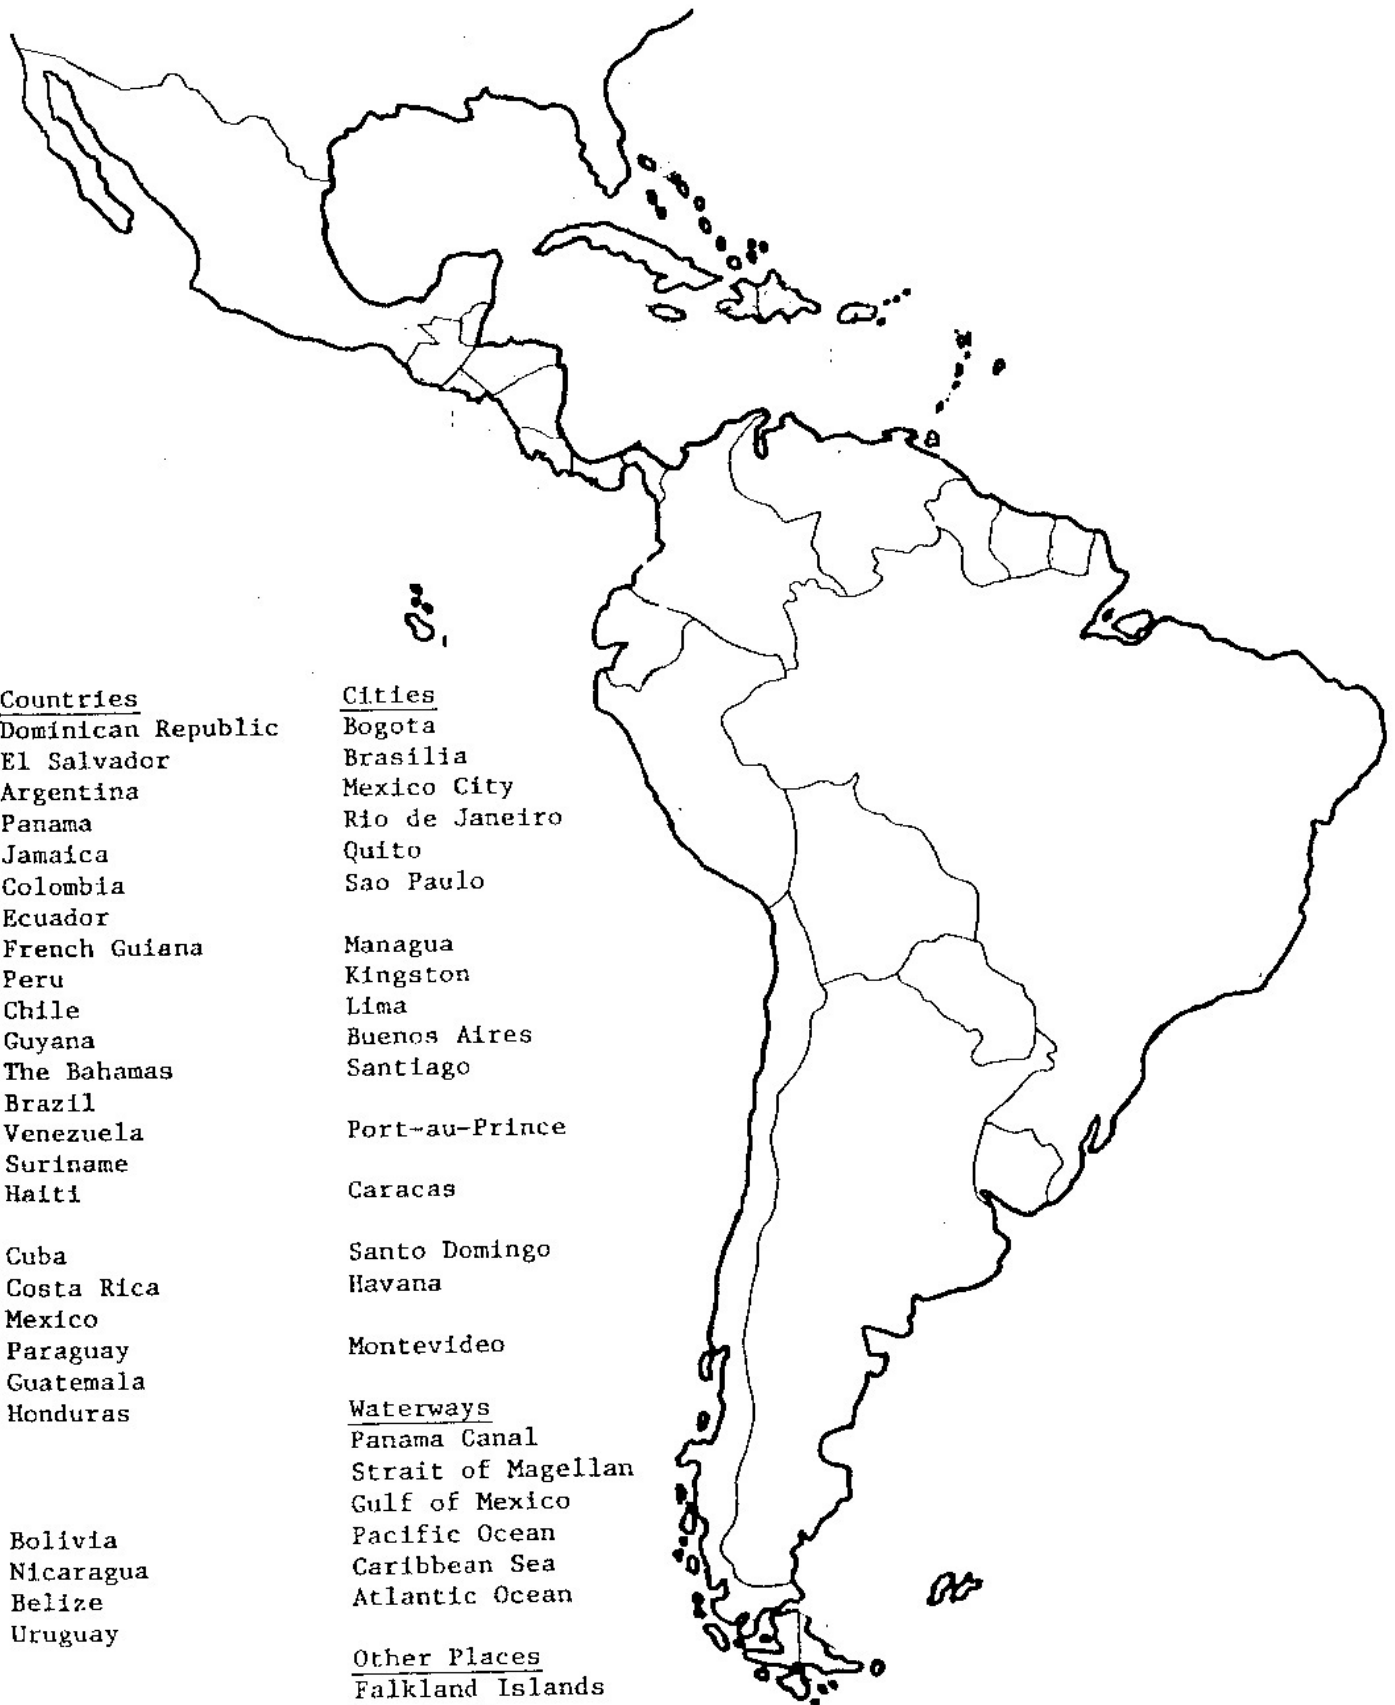 Countries
Dominican Republic
El Salvador
Argentina
Panama
Jamaica
Colombia
Ecuador
French Guiana
Peru
Chile
Guyana
The Bahamas
Brazil
Venezuela
Suriname
Haiti
Cuba
Costa Rica
Mexico
Paraguay
Guatemala
Honduras
Bolivia
Nicaragua
Belize
Uruguay
Cities
Bogota
Brasilia
Mexico City
Rio de Janeiro
Quito
Sao Paulo
Managua
Kingston
Lima
Buenos Aires
Santiago
Port-au-Prince
Caracas
Santo Domingo
Havana
Montevideo
Waterways
Panama Canal
Strait of Magellan
Gulf of Mexico
Pacific Ocean
Caribbean Sea
Atlantic Ocean
Other Places
Falkland Islands